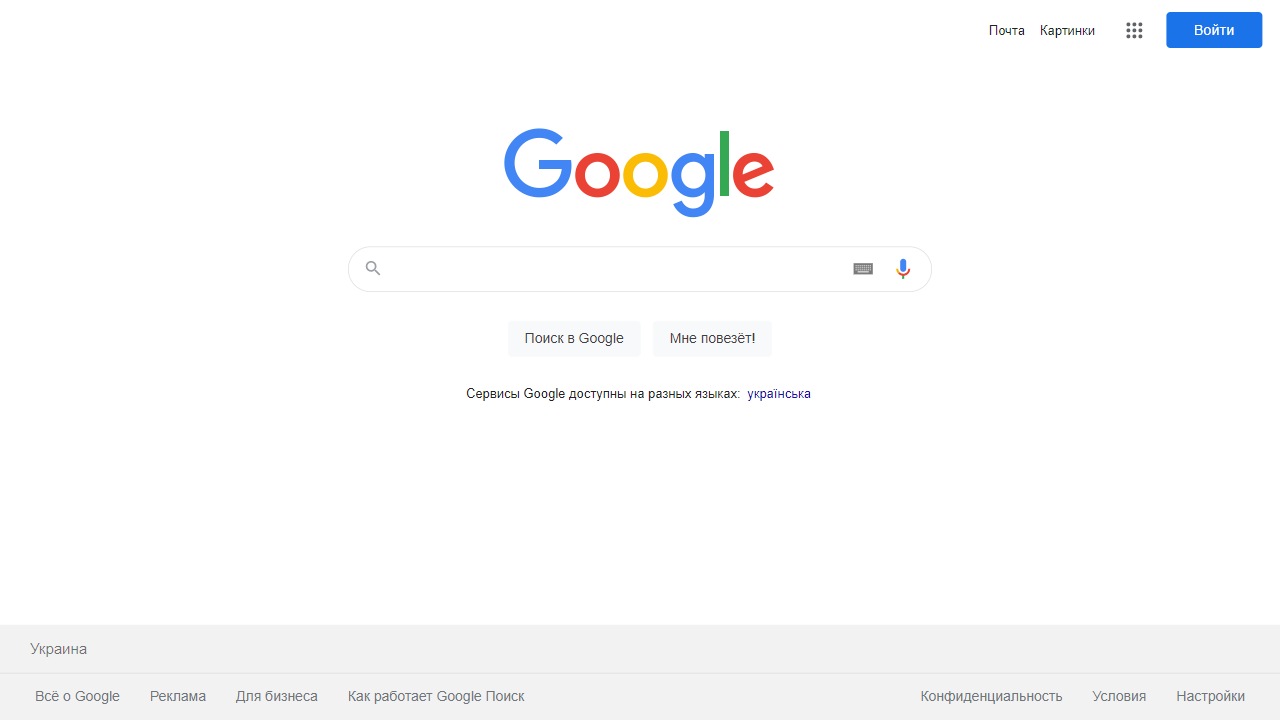 Почта Картинки Войти
Google
Поиск в Google Мне повезёт!
Сервисы Google доступны на разных языках: українська
Украина
Всё о Google Реклама Для бизнеса Как работает Google Поиск Конфиденциальность Условия Настройки